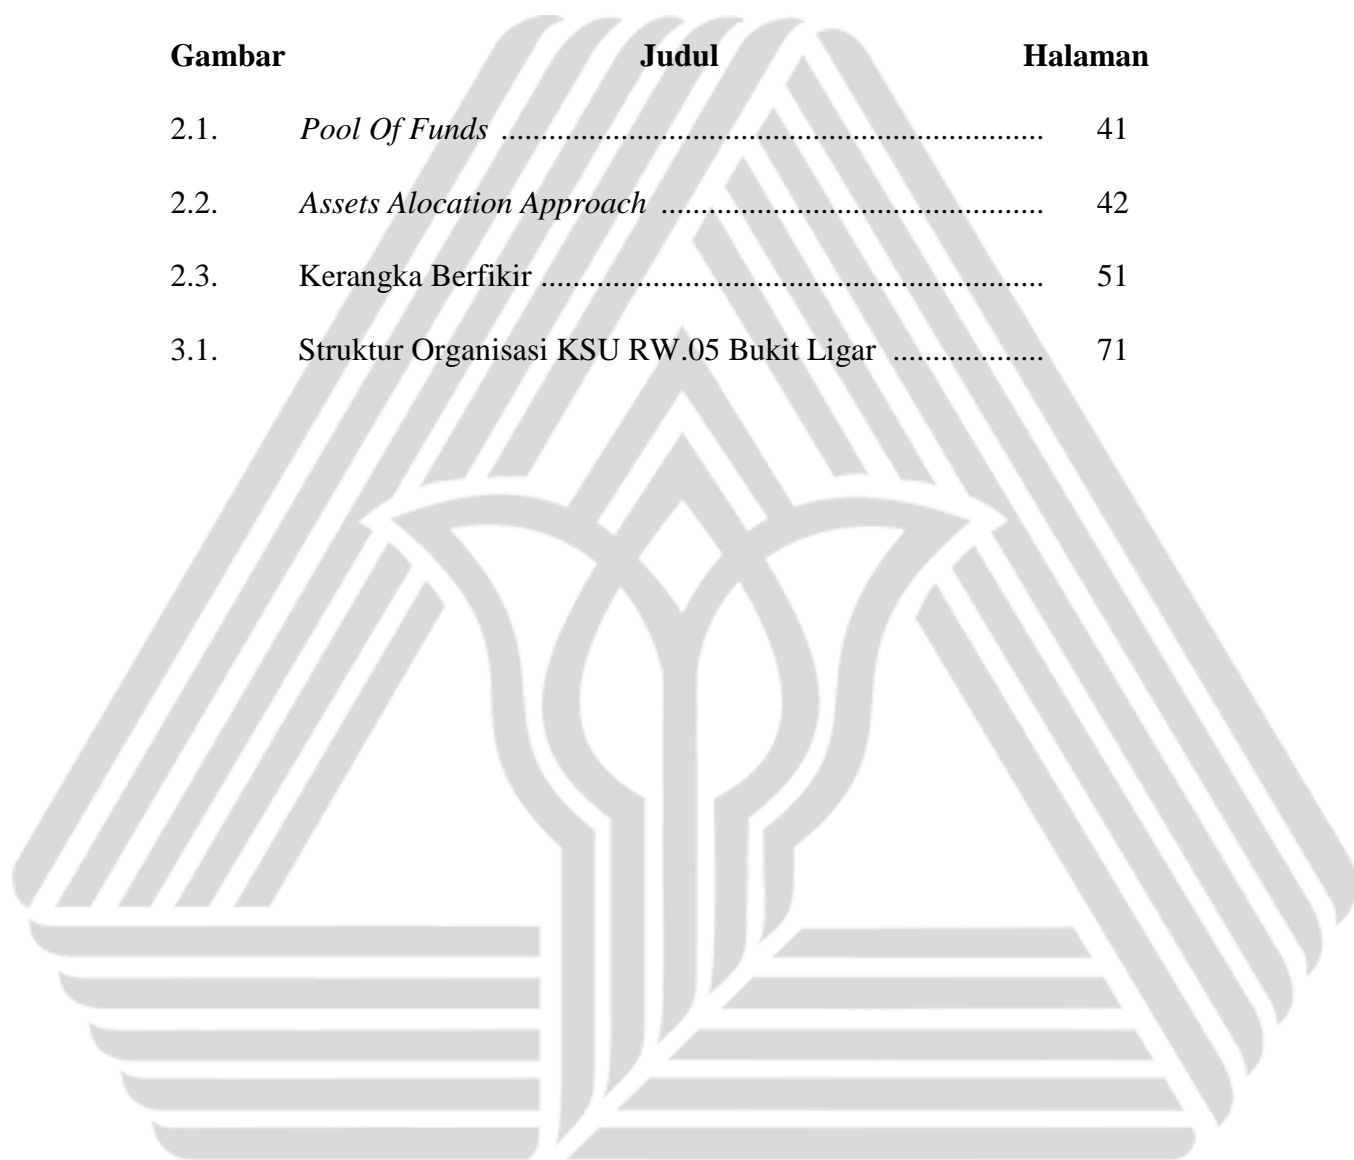 Gambar Judul Halaman
2.1. Pool Of Funds .................................................................... 41
2.2. Assets Alocation Approach ................................................ 42
2.3. Kerangka Berfikir ............................................................... 51
3.1. Struktur Organisasi KSU RW.05 Bukit Ligar ................... 71